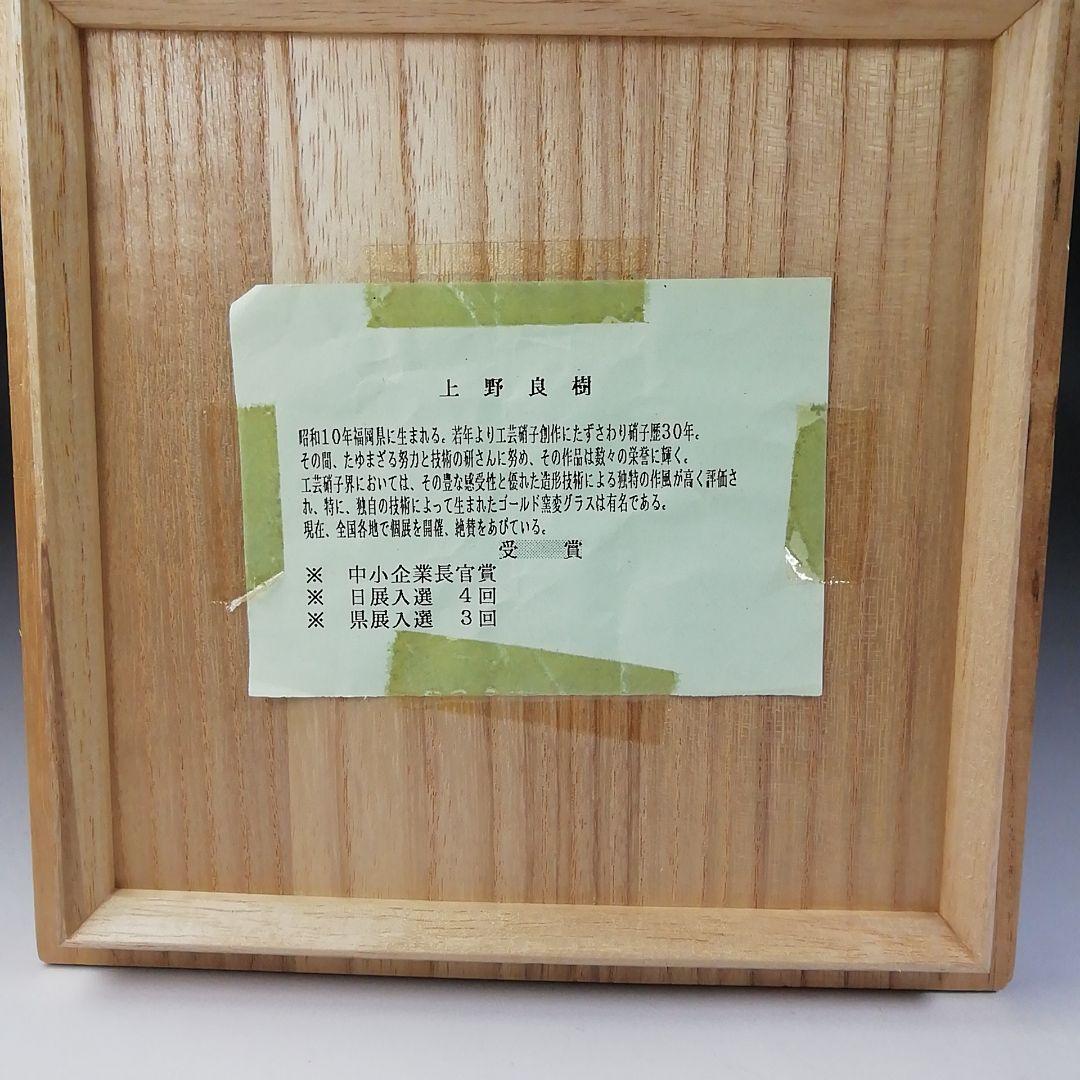 上野良樹
昭和１０年福岡県に生まれる。若年より工芸硝子創作にたずさわり硝子歴３０年。
その間、たゆまざる努力と技術の研さんに努め、その作品は数々の栄誉に輝く。
工芸硝子界においては、その豊な感受性と優れた造形技術による独特の作風が高く評価さ
れ、特に、独自の技術によって生まれたゴールド窯変グラスは有名である。
現在、全国各地で個展を開催、絶賛をあびている。
受 賞
※　中小企業長官賞
※　日展入選　４回
※　県展入選　３回